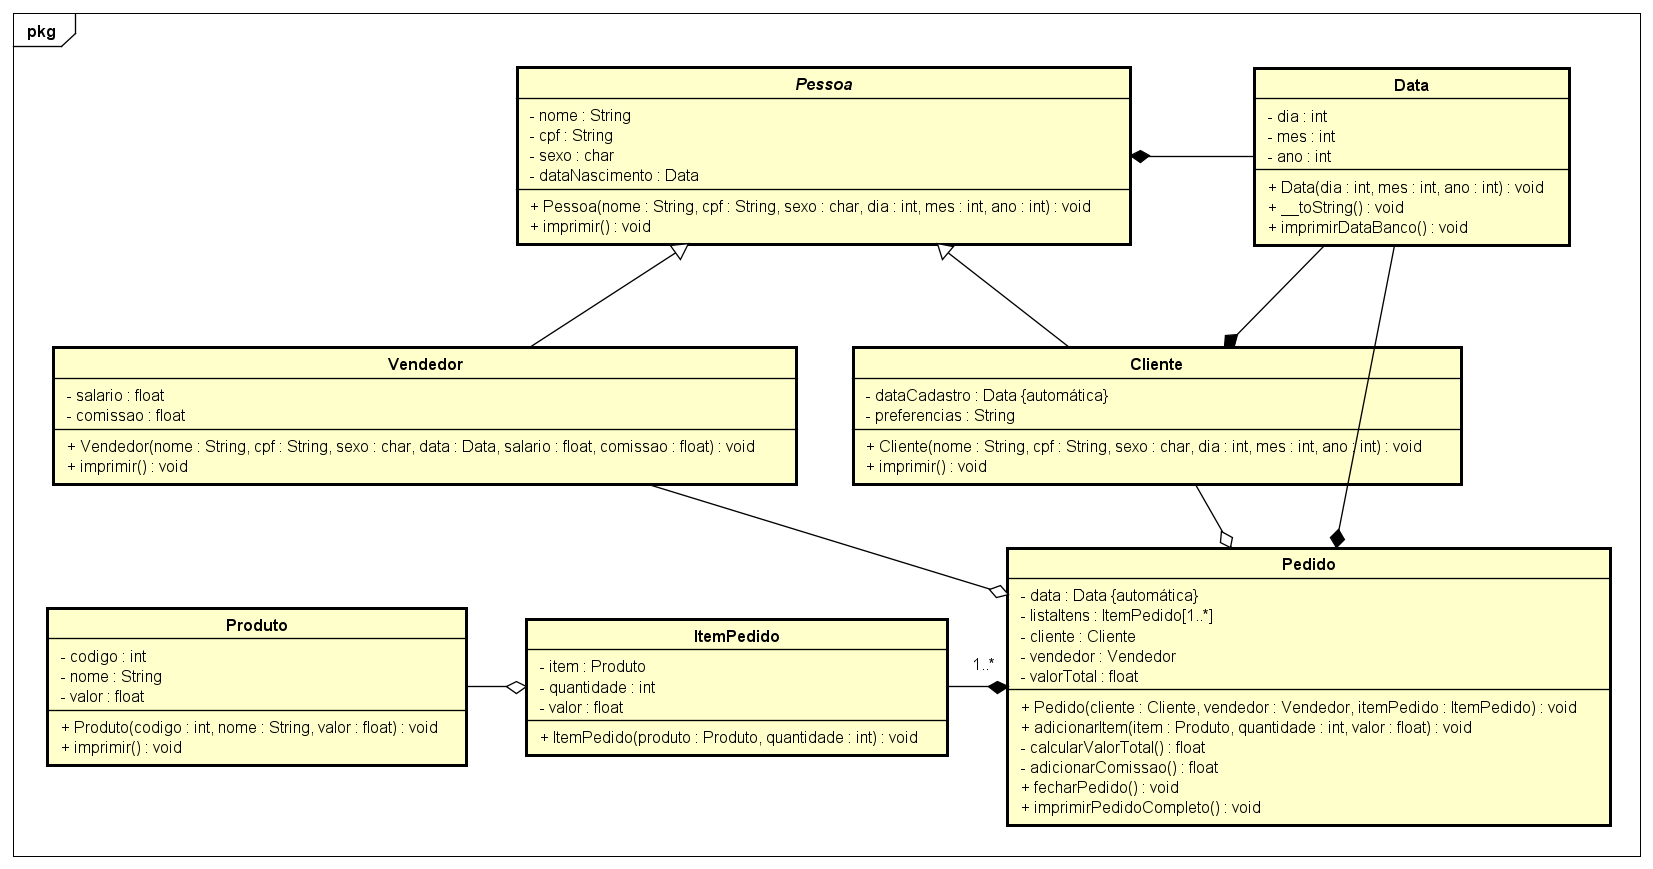 pkg
Pessoa
- nome : String
- cpf : String
- sexo : char
- dataNascimento : Data
+ Pessoa(nome : String, cpf : String, sexo : char, dia : int, mes : int, ano : int) : void
+ imprimir() : void
Data
- dia : int
- mes : int
- ano : int
+ Data(dia : int, mes : int, ano : int) : void
+ __toString() : void
+ imprimirDataBanco() : void
Vendedor
- salario : float
- comissao : float
+ Vendedor(nome : String, cpf : String, sexo : char, data : Data, salario : float, comissao : float) : void
+ imprimir() : void
Cliente
- dataCadastro : Data {automática}
- preferencias : String
+ Cliente(nome : String, cpf : String, sexo : char, dia : int, mes : int, ano : int) : void
+ imprimir() : void
Produto
- codigo : int
- nome : String
- valor : float
+ Produto(codigo : int, nome : String, valor : float) : void
+ imprimir() : void
ItemPedido
- item : Produto
- quantidade : int
- valor : float
+ ItemPedido(produto : Produto, quantidade : int) : void
1..*
Pedido
- data : Data {automática}
- listaItens : ItemPedido[1..*]
- cliente : Cliente
- vendedor : Vendedor
- valorTotal : float
+ Pedido(cliente : Cliente, vendedor : Vendedor, itemPedido : ItemPedido) : void
+ adicionarItem(item : Produto, quantidade : int, valor : float) : void
- calcularValorTotal() : float
- adicionarComissao() : float
+ fecharPedido() : void
+ imprimirPedidoCompleto() : void